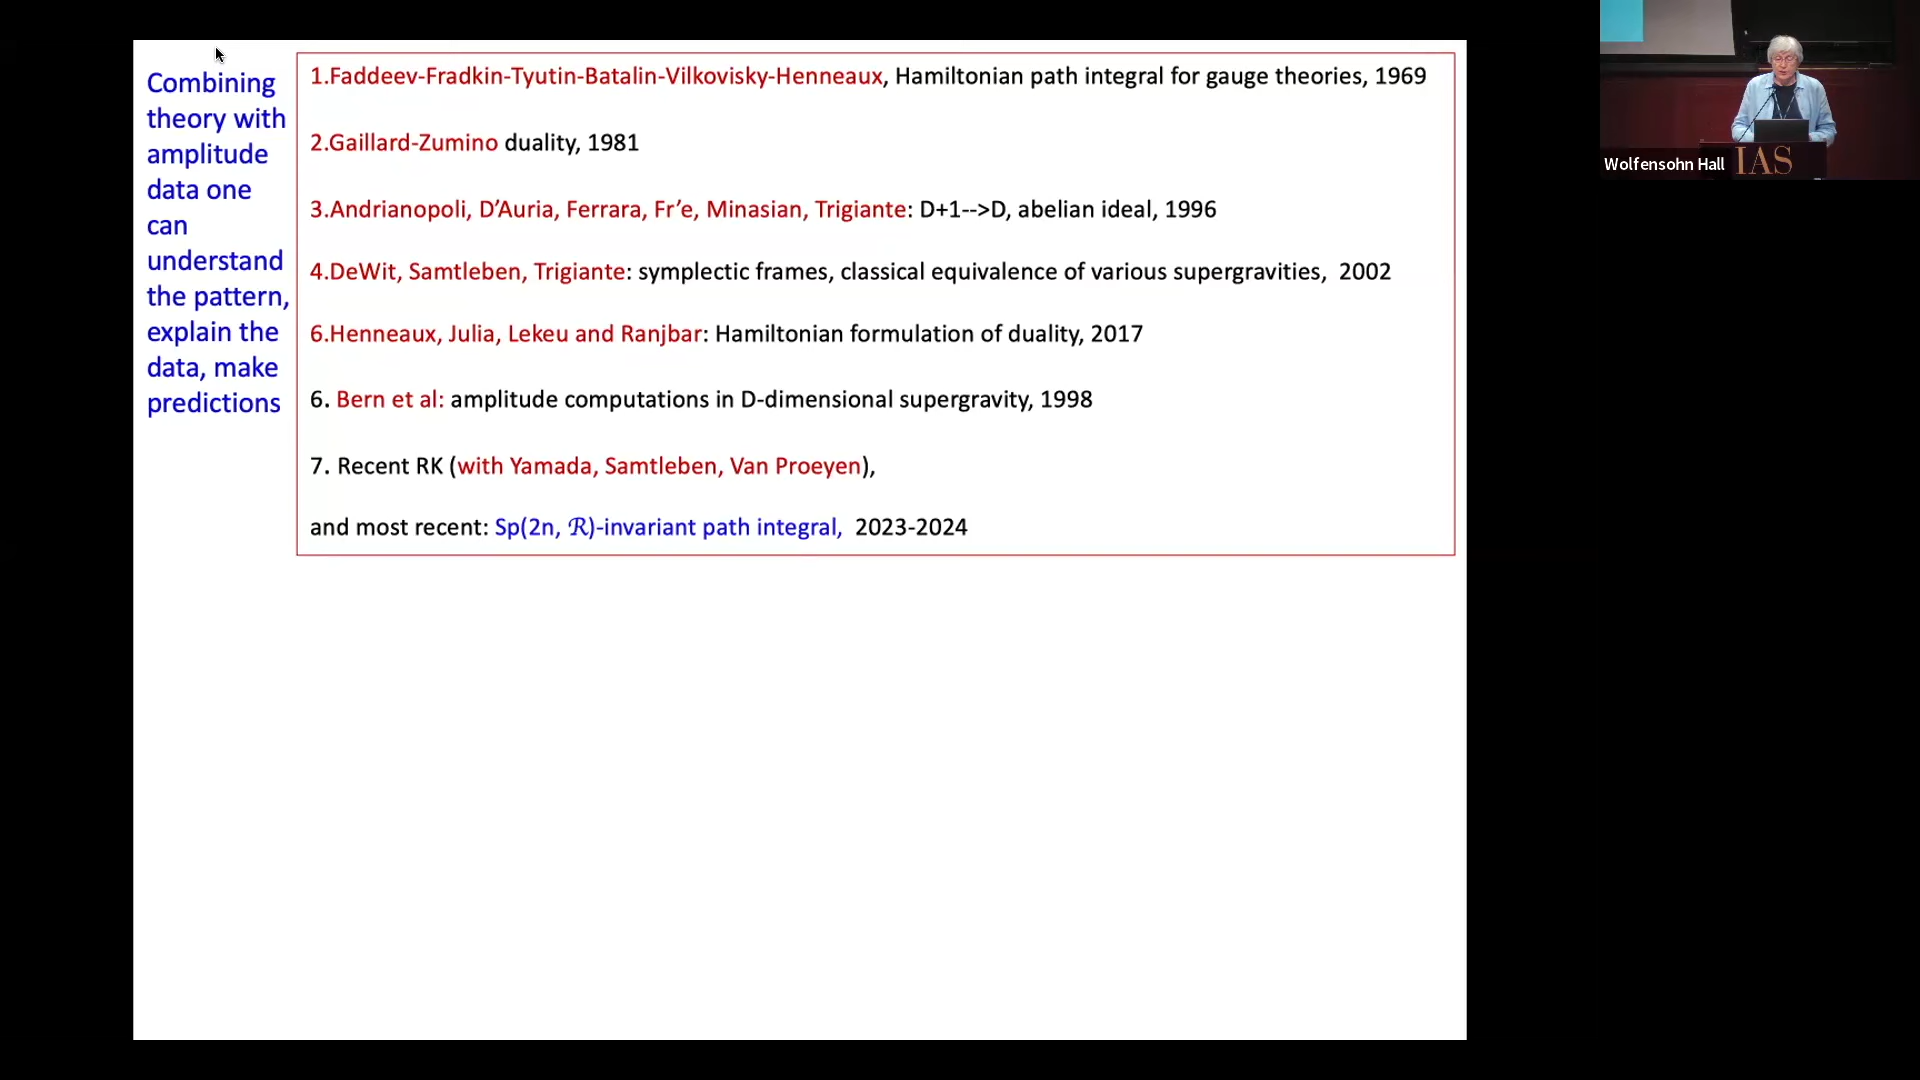 Combining
theory with
amplitude
data one
can
understand
the pattern,
explain the
data, make
predictions
1.Faddeev-Fradkin-Tyutin-Batalin-Vilkovisky-Henneaux, Hamiltonian path integral for gauge theories, 1969
2.Gaillard-Zumino duality, 1981
3.Andrianopoli, D’Auria, Ferrara, Fr’e, Minasian, Trigiante: D+1-->D, abelian ideal, 1996
4.DeWit, Samtleben, Trigiante: symplectic frames, classical equivalence of various supergravities, 2002
6.Henneaux, Julia, Lekeu and Ranjbar: Hamiltonian formulation of duality, 2017
6. Bern et al: amplitude computations in D-dimensional supergravity, 1998
7. Recent RK (with Yamada, Samtleben, Van Proeyen),
and most recent: Sp(2n, ℛ)-invariant path integral, 2023-2024
Wolfensohn Hall
IAS